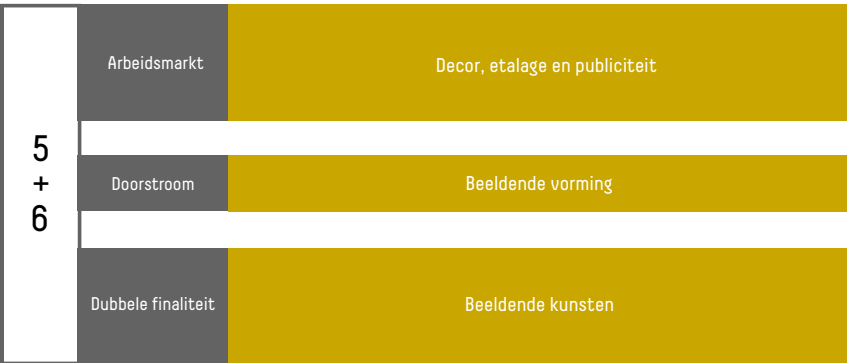 5
+
6
Arbeidsmarkt
Decor, etalage en publiciteit
Doorstroom
Beeldende vorming
Dubbele finaliteit
Beeldende kunsten